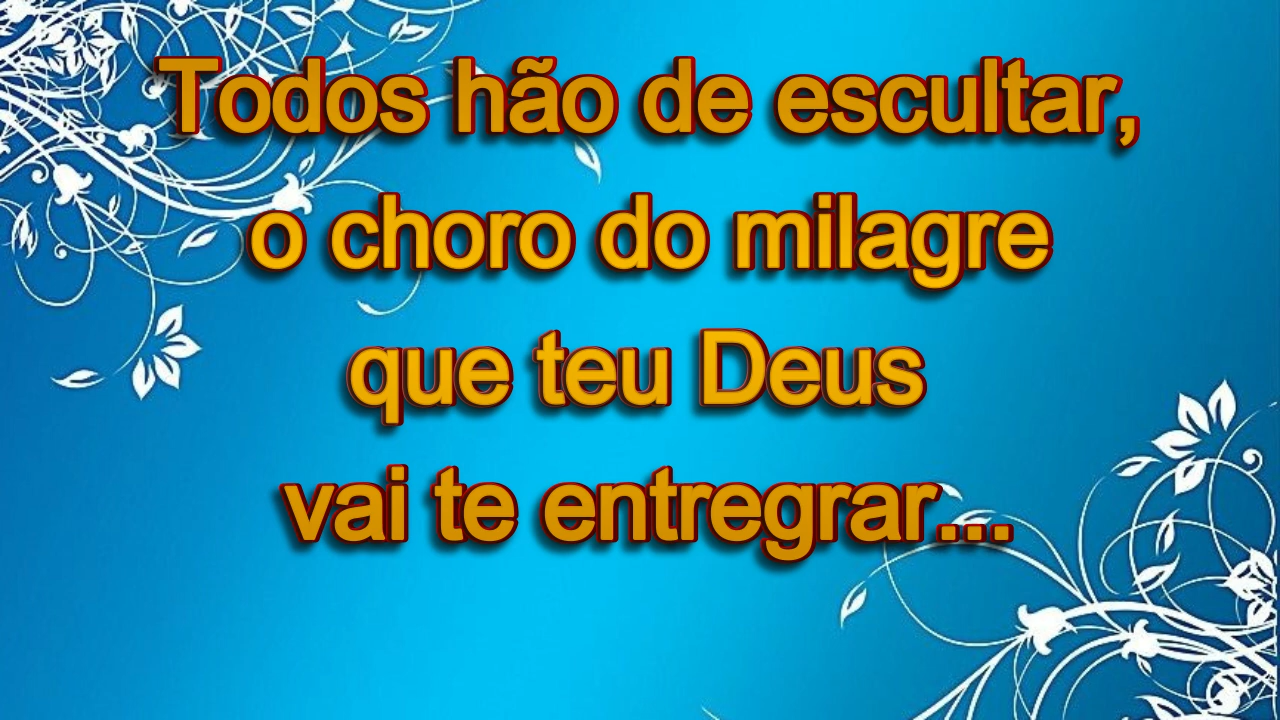 Todos hão de escultar,
o choro do milagre
que teu Deus
vai te entregrar...